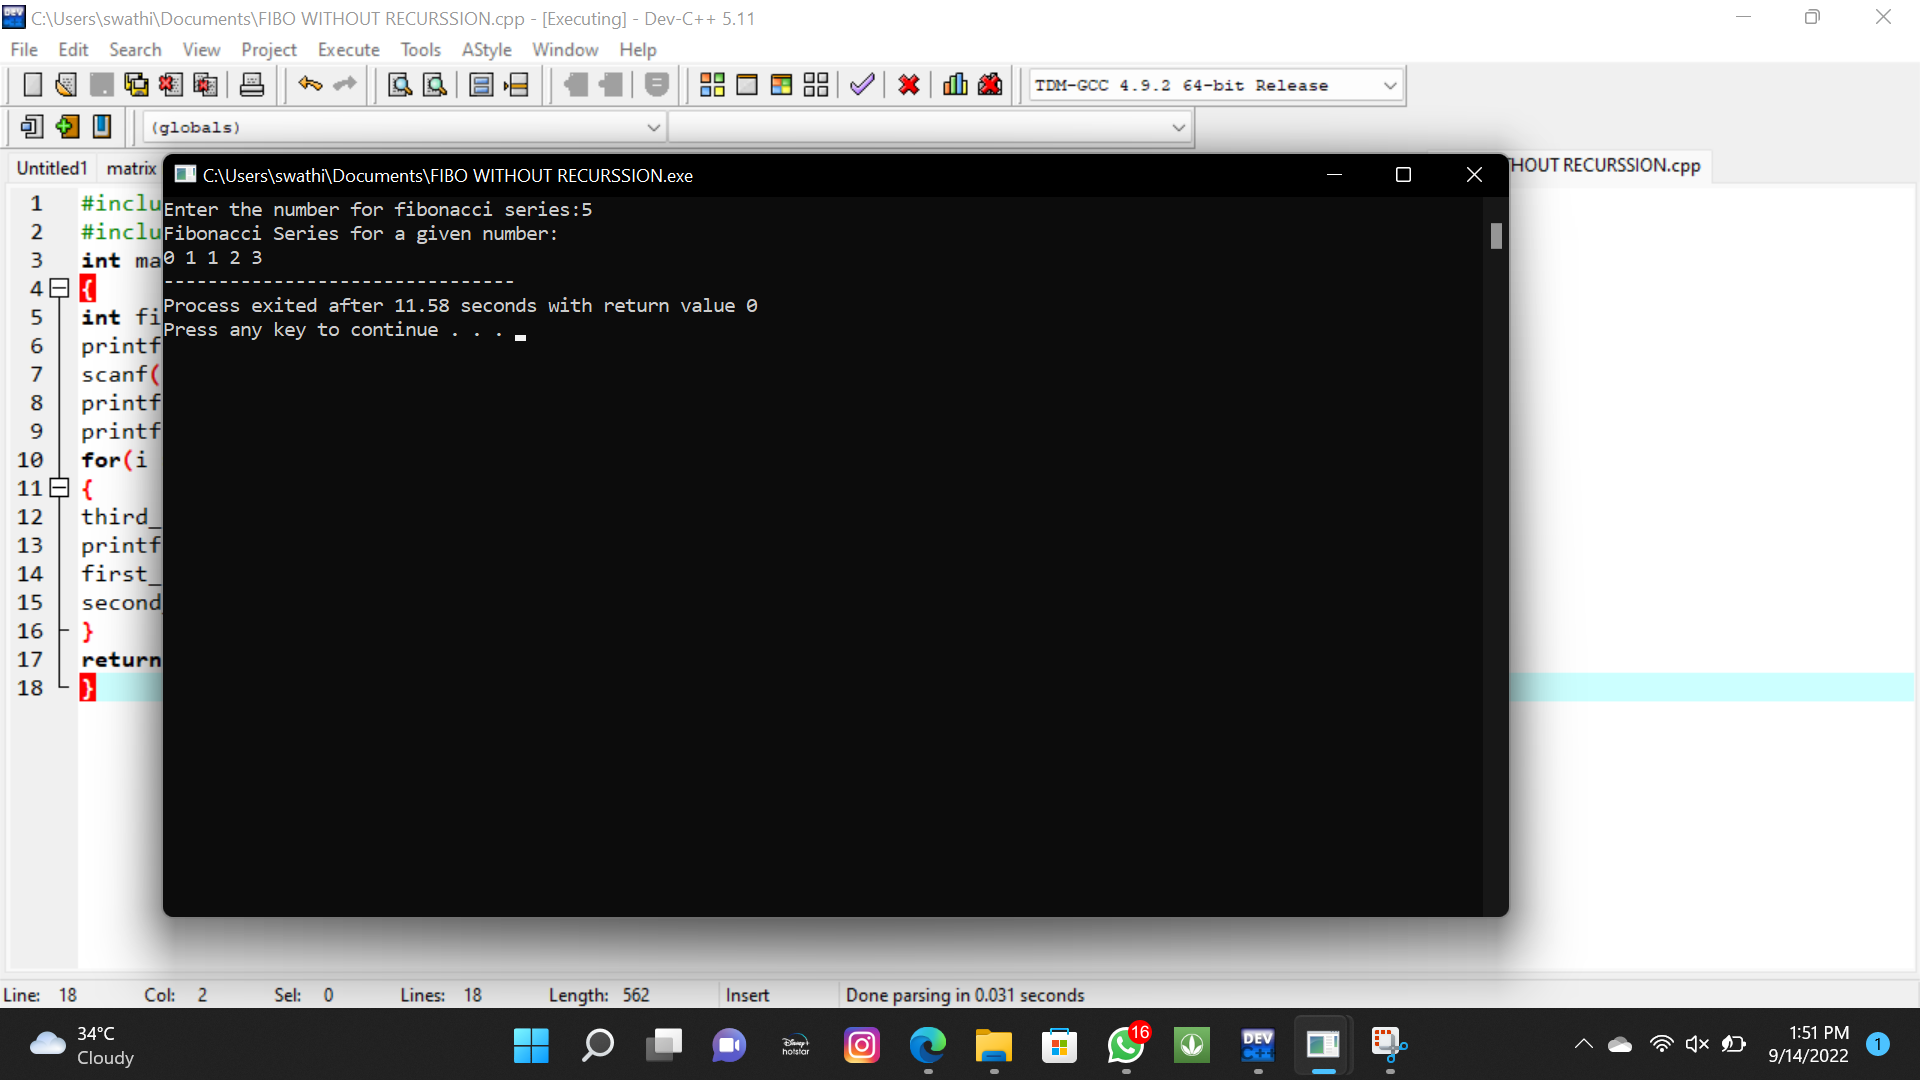 C:\Users\swathi\Documents\FIBO WITHOUT RECURSSION.cpp - [Executing] - Dev-C++ 5.11
File Edit Search View Project Execute Tools AStyle Window Help
TDM-GCC 4.9.2 64-bit Release
(globals)
Untitled1 matrix HOUT RECURSSION.cpp
C:\Users\swathi\Documents\FIBO WITHOUT RECURSSION.exe
Enter the number for fibonacci series:5
Fibonacci Series for a given number:
0 1 1 2 3
--------------------------------
Process exited after 11.58 seconds with return value 0
Press any key to continue . . .
1 #inclu
2 #inclu
3 int ma
4 {
5 int fi
6 printf
7 scanf(
8 printf
9 printf
10 for(i
11 {
12 third_
13 printf
14 first_
15 second
16 }
17 return
18 }
Line: 18 Col: 2 Sel: 0 Lines: 18 Length: 562 Insert Done parsing in 0.031 seconds
34°C
Cloudy
Disney+
hotstar
16
DEV
C++
1:51 PM
9/14/2022
1